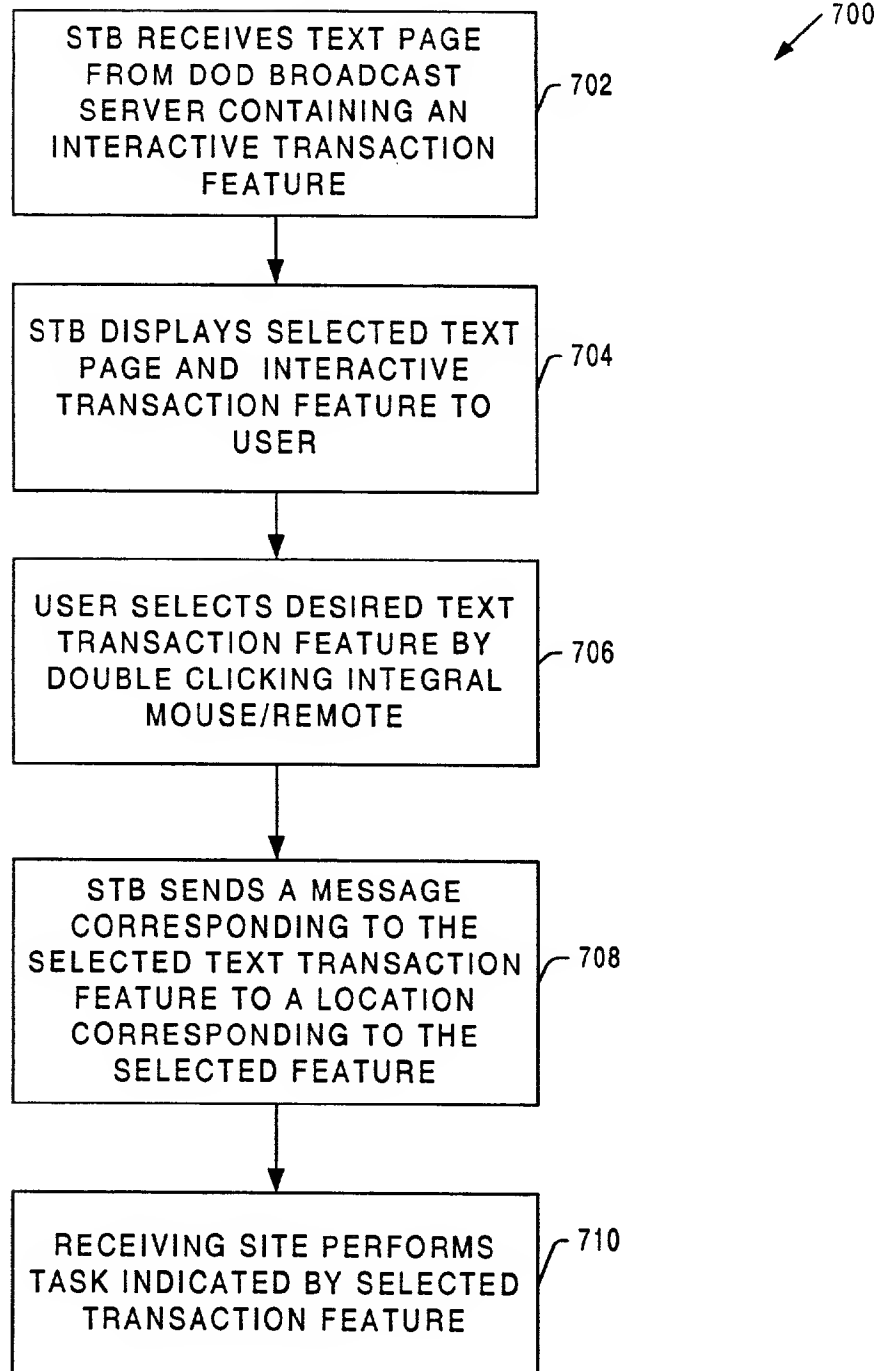 700
STB RECEIVES TEXT PAGE
FROM DOD BROADCAST
SERVER CONTAINING AN
INTERACTIVE TRANSACTION
FEATURE
702
STB DISPLAYS SELECTED TEXT
PAGE AND INTERACTIVE
TRANSACTION FEATURE TO
USER
704
USER SELECTS DESIRED TEXT
TRANSACTION FEATURE BY
DOUBLE CLICKING INTEGRAL
MOUSE/REMOTE
706
STB SENDS A MESSAGE
CORRESPONDING TO THE
SELECTED TEXT TRANSACTION
FEATURE TO A LOCATION
CORRESPONDING TO THE
SELECTED FEATURE
708
RECEIVING SITE PERFORMS
TASK INDICATED BY SELECTED
TRANSACTION FEATURE
710